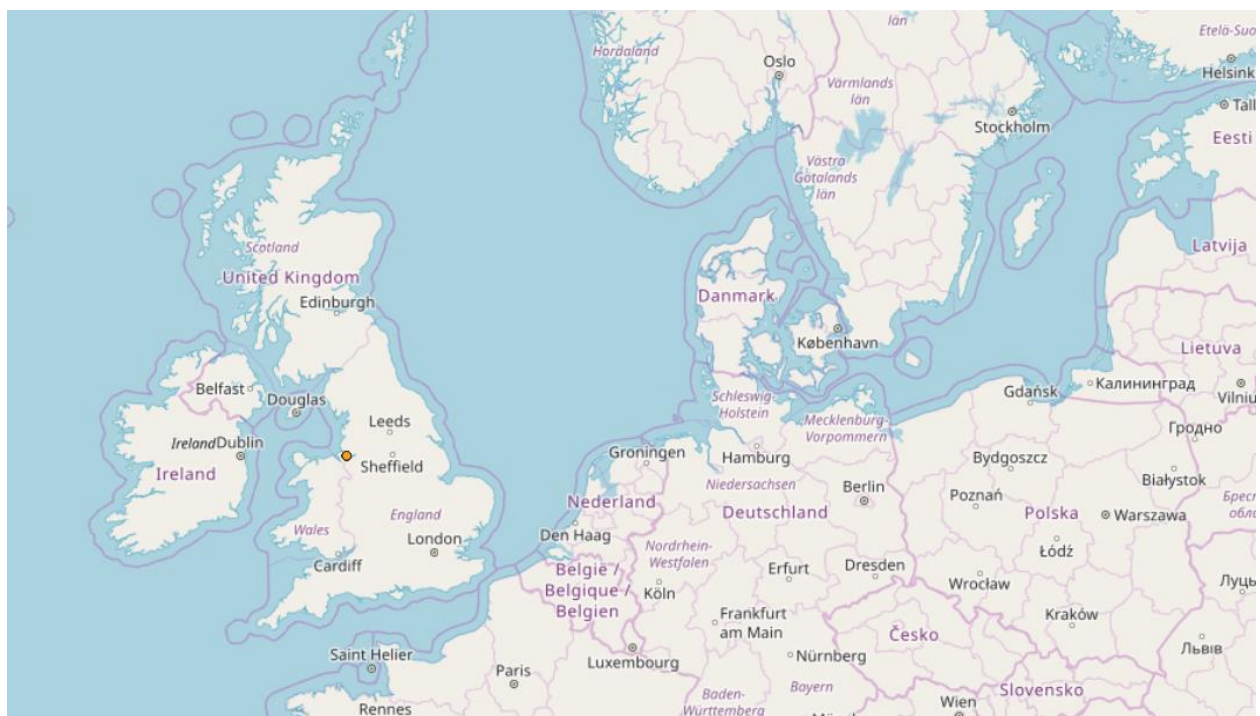 län
Etelä-Suo
Hordaland
Oslo
Helsink
Värmlands
län
Tall
Stockholm
Eesti
Västra
Götalands
län
Scotland
Latvija
United Kingdom
Danmark
Edinburgh
København
Lietuva
Belfast
Gdańsk
Калининград
Vilniu
Douglas
Schleswig-
Holstein
Mecklenburg-
Vorpommern
Гродно
Leeds
Ireland
Dublin
Groningen
Hamburg
Bydgoszcz
Sheffield
Białystok
Ireland
Niedersachsen
Berlin
Poznań
Брес
обла
Nederland
Deutschland
Polska
Warszawa
Wales
England
London
Den Haag
Nordrhein-
Westfalen
Łódź
Cardiff
België /
Belgique /
Belgien
Erfurt
Dresden
Wrocław
Луць
Köln
Frankfurt
am Main
Kraków
Česko
Львів
Saint Helier
Luxembourg
Nürnberg
Paris
Bayern
Slovensko
Rennes
Baden-
Württemberg
Wien